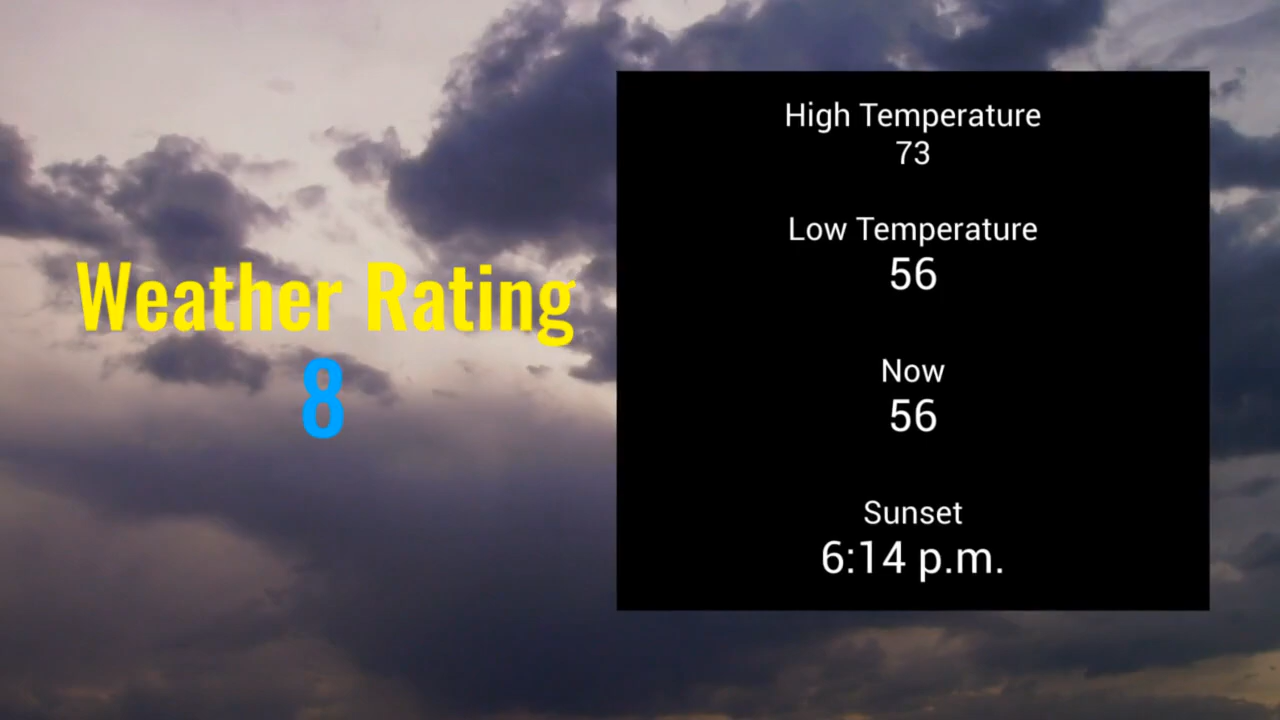 Weather Rating
8
High Temperature
73
Low Temperature
56
Now
56
Sunset
6:14 p.m.